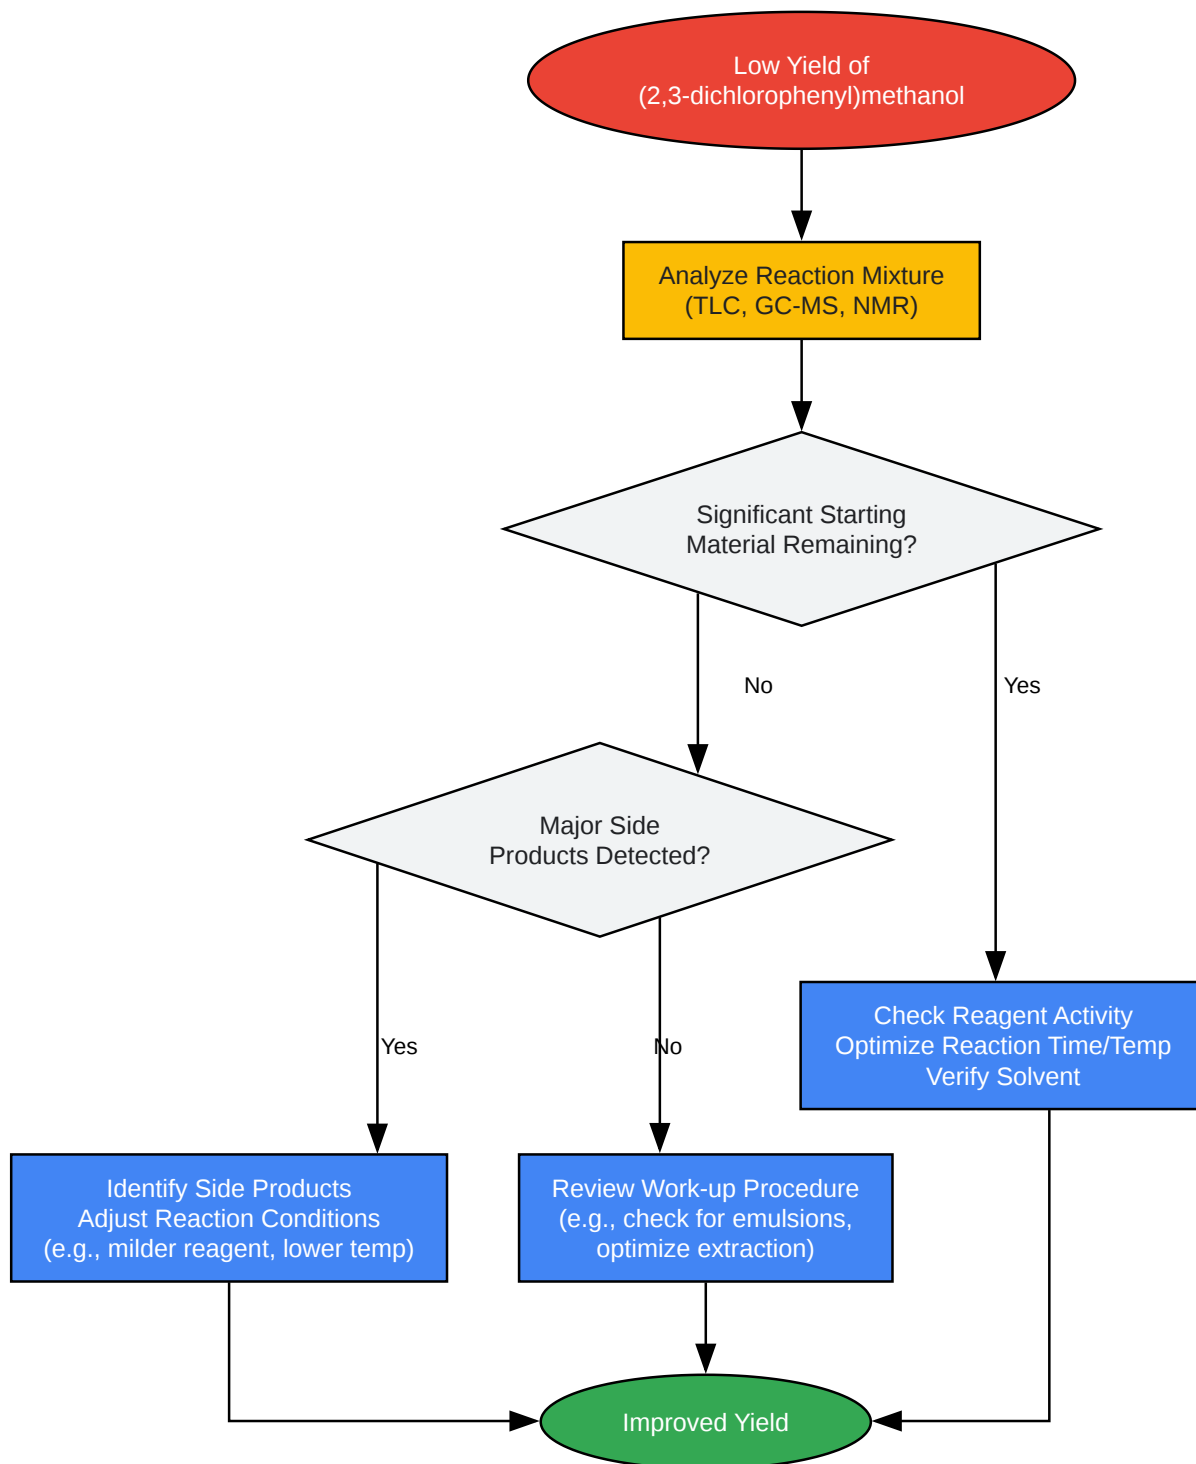 Low Yield of
(2,3-dichlorophenyl)methanol
Analyze Reaction Mixture
(TLC, GC-MS, NMR)
Significant Starting
Material Remaining?
No
Yes
Major Side
Products Detected?
Check Reagent Activity
Optimize Reaction Time/Temp
Verify Solvent
Yes
No
Identify Side Products
Adjust Reaction Conditions
(e.g., milder reagent, lower temp)
Review Work-up Procedure
(e.g., check for emulsions,
optimize extraction)
Improved Yield